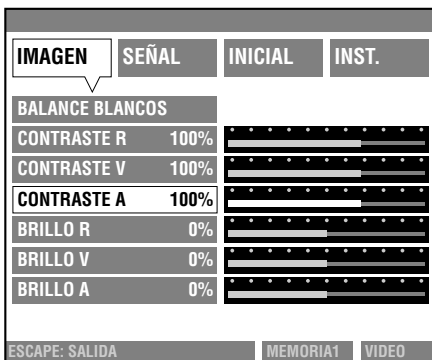 IMAGEN SEÑAL INICIAL INST.
BALANCE BLANCOS
CONTRASTE R 100%
CONTRASTE V 100%
CONTRASTE A 100%
BRILLO R 0%
BRILLO V 0%
BRILLO A 0%
ESCAPE: SALIDA MEMORIA1 VIDEO